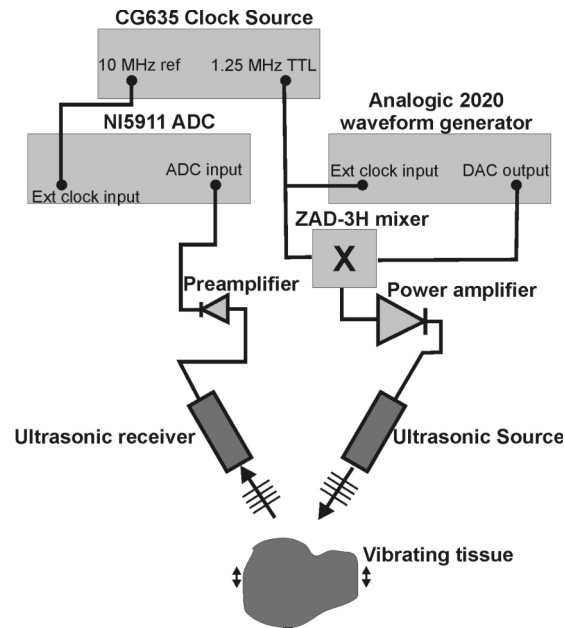 CG635 Clock Source
10 MHz ref
1.25 MHz TTL
NI5911 ADC
Analogic 2020
waveform generator
ADC input
Ext clock input
Ext clock input
DAC output
ZAD-3H mixer
X
Preamplifier
Power amplifier
Ultrasonic receiver
Ultrasonic Source
Vibrating tissue